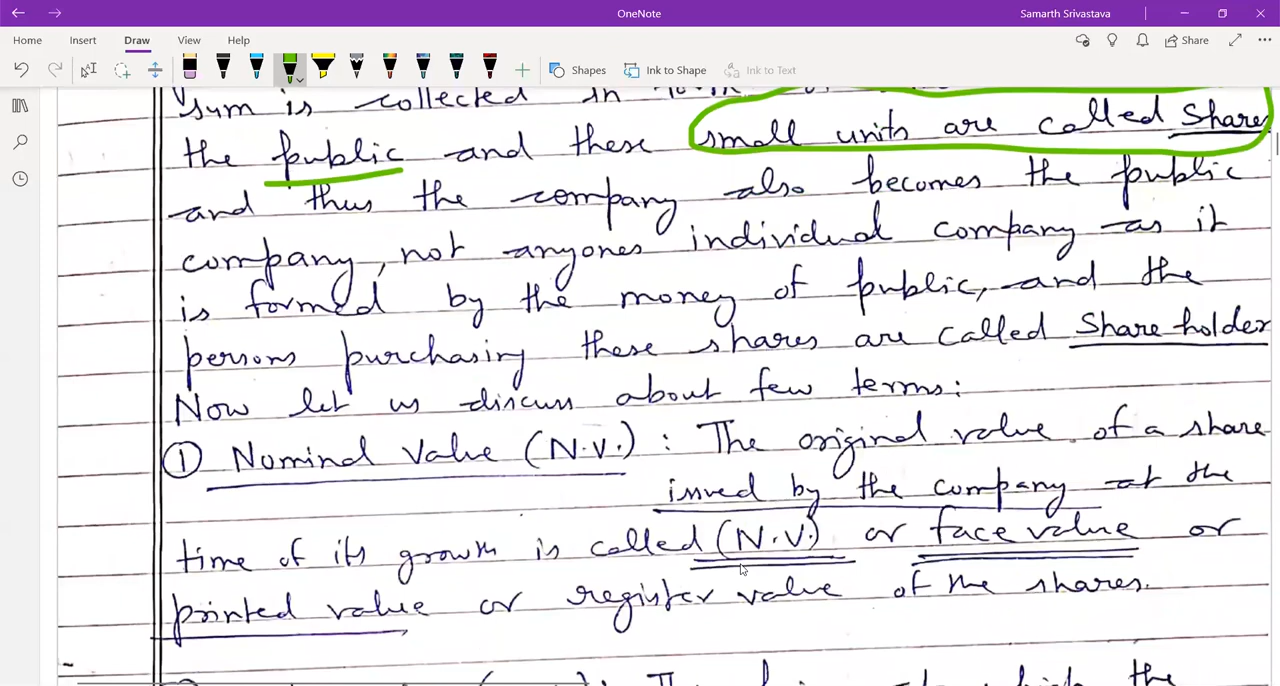 OneNote
Samarth Srivastava
Home Insert Draw View Help
Share
Shapes Ink to Shape Ink to Text
sum is collected in
the public and these small units are called Shares
and thus the company also becomes the public
company, not anyones individual company as it
is formed by the money of public, and the
persons purchasing these shares are called Share holder
Now let us discuss about few terms:
① Nominal Value (N.V.) : The original value of a share
issued by the company at the
time of its growth is called (N.V.) or face value or
printed value or register value of the shares.
the